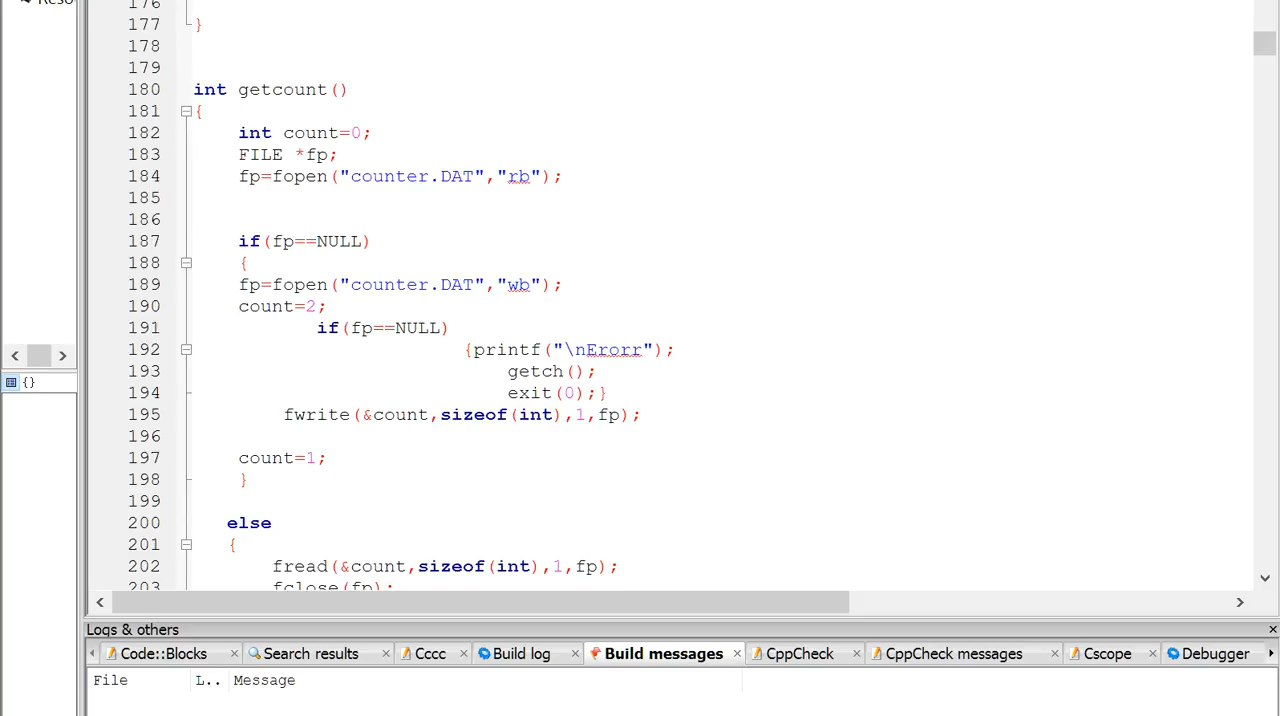 176
177 }
178
179
180 int getcount()
181 {
182 int count=0;
183 FILE *fp;
184 fp=fopen("counter.DAT","rb");
185
186
187 if(fp==NULL)
188 {
189 fp=fopen("counter.DAT","wb");
190 count=2;
191 if(fp==NULL)
192 {printf("\nErorr");
193 getch();
194 exit(0);}
195 fwrite(&count,sizeof(int),1,fp);
196
197 count=1;
198 }
199
200 else
201 {
202 fread(&count,sizeof(int),1,fp);
203 fclose(fp);
{}
Logs & others
Code::Blocks Search results Cccc Build log Build messages CppCheck CppCheck messages Cscope Debugger
File L.. Message